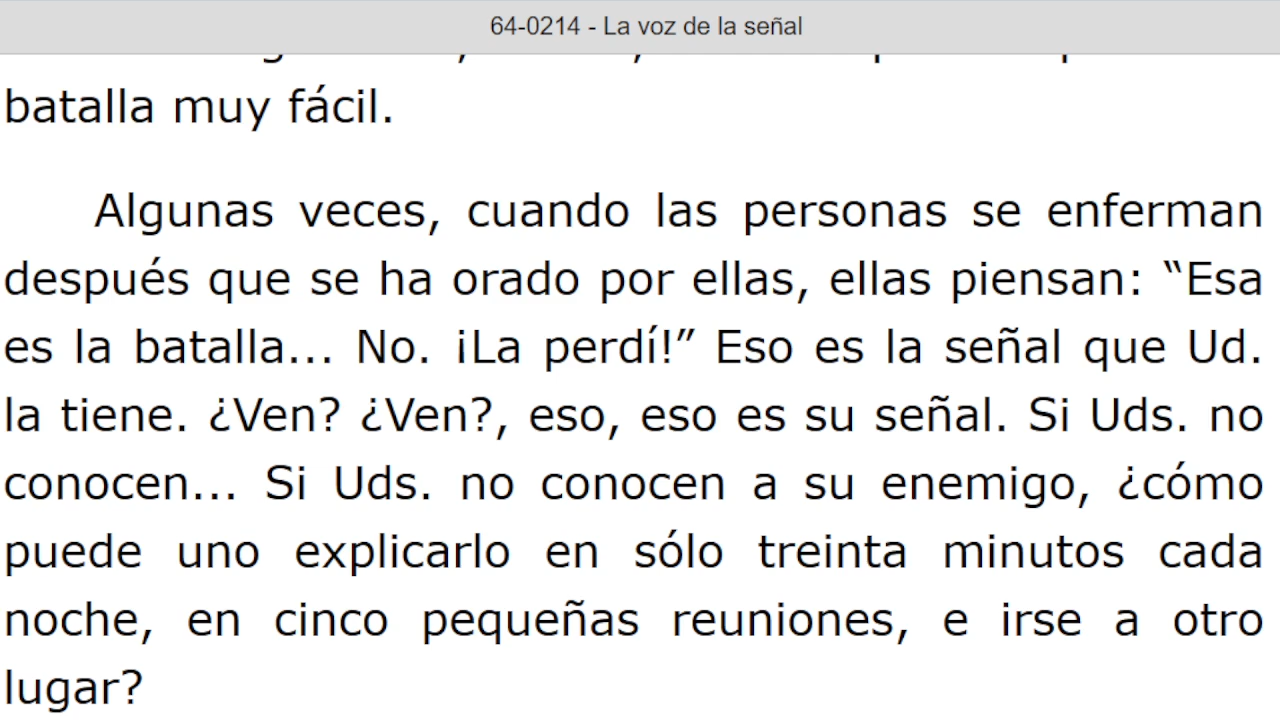 64-0214 - La voz de la señal
batalla muy fácil.
Algunas veces, cuando las personas se enferman
después que se ha orado por ellas, ellas piensan: “Esa
es la batalla... No. ¡La perdí!” Eso es la señal que Ud.
la tiene. ¿Ven? ¿Ven?, eso, eso es su señal. Si Uds. no
conocen... Si Uds. no conocen a su enemigo, ¿cómo
puede uno explicarlo en sólo treinta minutos cada
noche, en cinco pequeñas reuniones, e irse a otro
lugar?